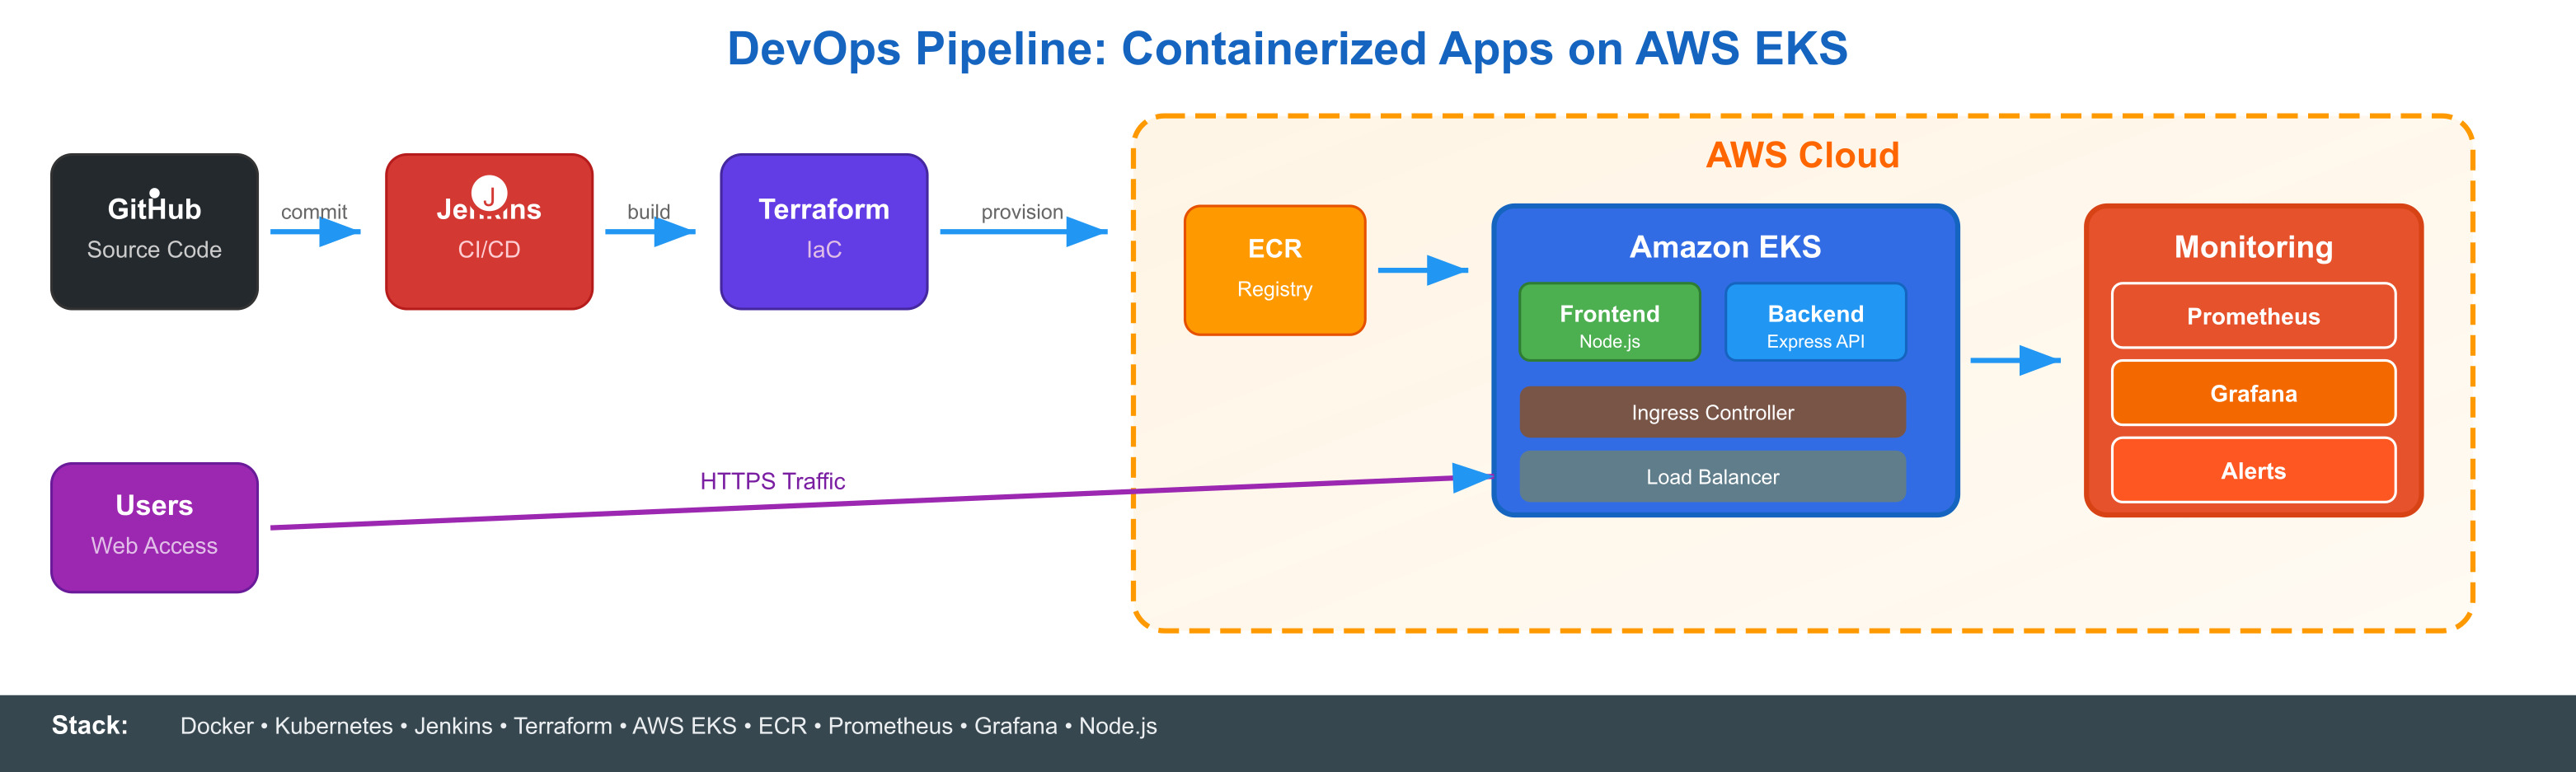 DevOps Pipeline: Containerized Apps on AWS EKS
GitHub
Source Code
commit
J
Jenkins
CI/CD
build
Terraform
IaC
provision
AWS Cloud
ECR
Registry
Amazon EKS
Frontend
Node.js
Backend
Express API
Ingress Controller
Load Balancer
Monitoring
Prometheus
Grafana
Alerts
Users
Web Access
HTTPS Traffic
Stack: Docker • Kubernetes • Jenkins • Terraform • AWS EKS • ECR • Prometheus • Grafana • Node.js